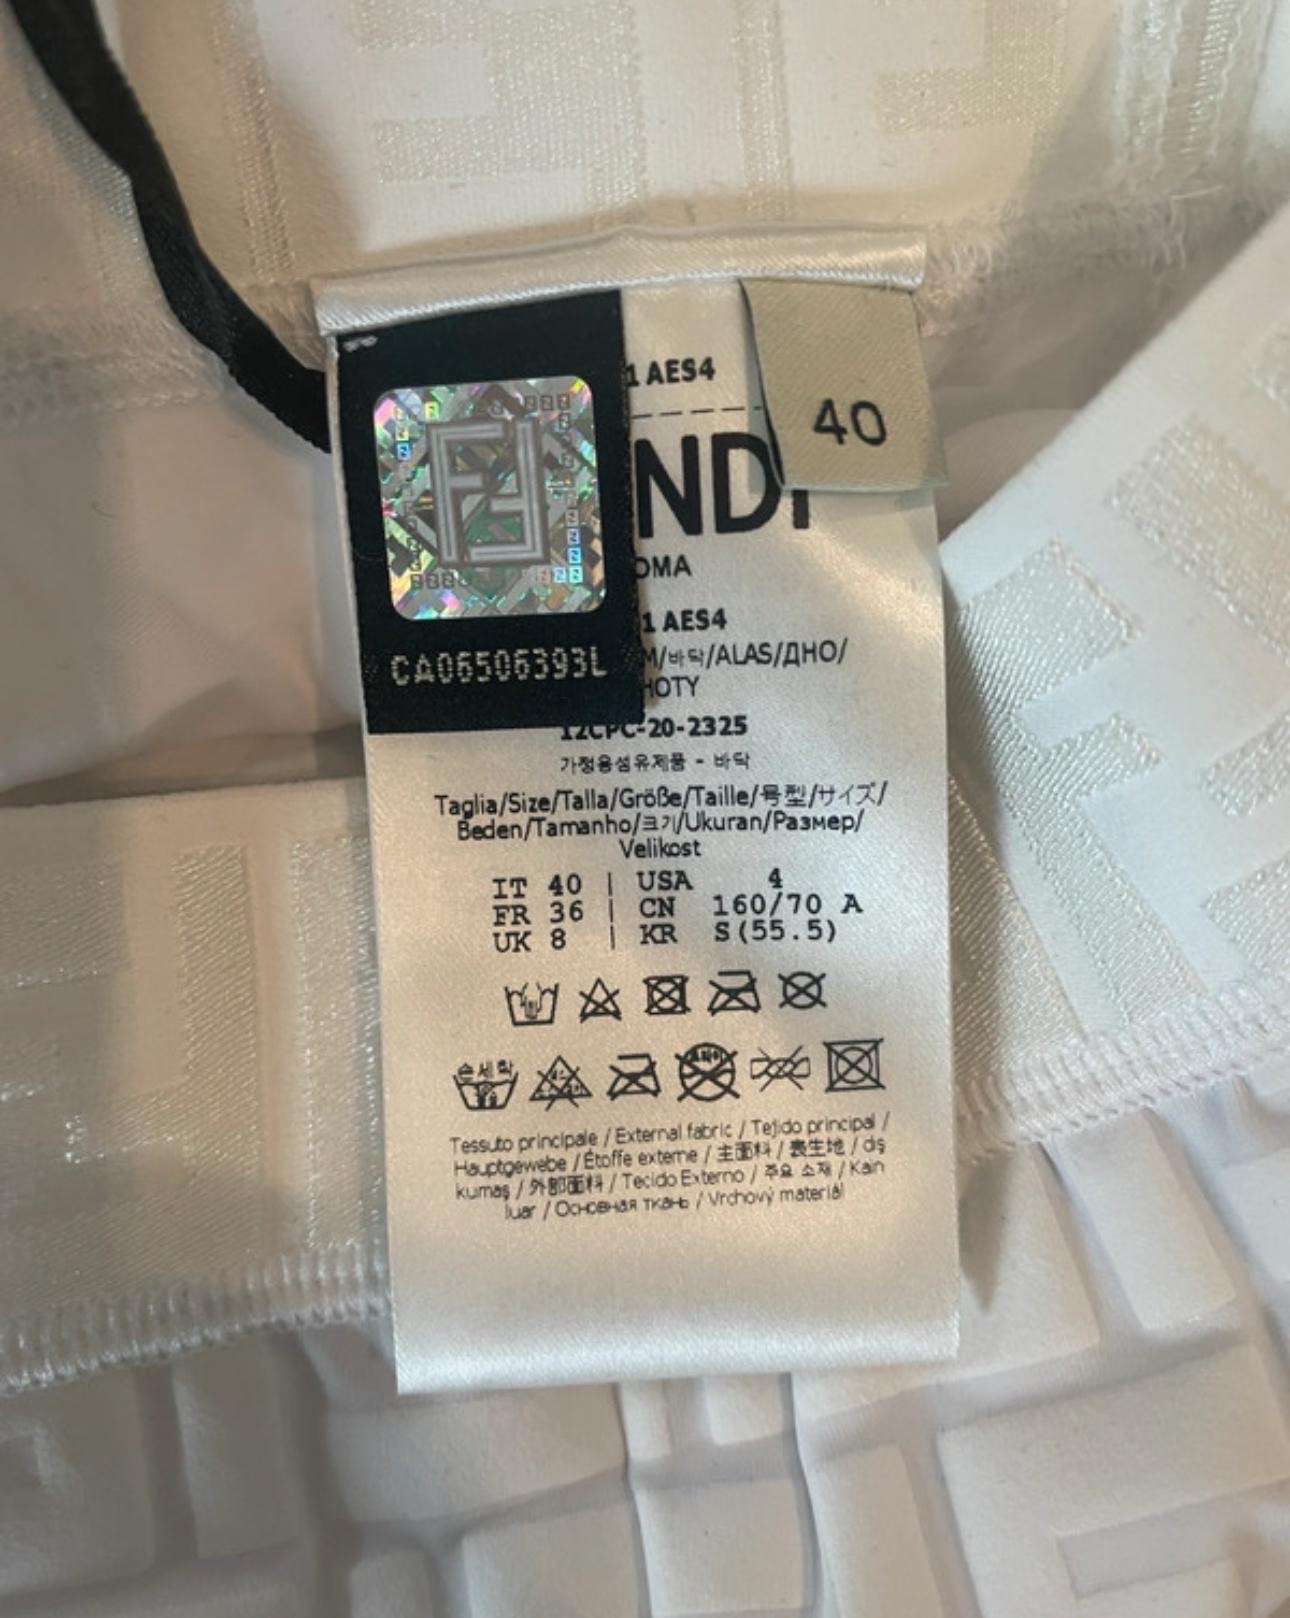 1 AES4
40
NDI
OMA
1 AES4
CA06506393L
M/바닥/ALAS/ДНО/
HOTY
12CPC-20-2325
가정용섬유제품 - 바닥
Taglia/Size/Talla/Größe/Taille/号型/サイズ/
Beden/Tamanho/크기/Ukuran/Размер/
Velikost
IT 40 | USA 4
FR 36 | CN 160/70 A
UK 8 | KR S(55.5)
손세탁
Tessuto principale / External fabric / Tejido principal /
Hauptgewebe / Étoffe externe / 主面料 / 表生地 / dş
kumaş / 外部面料 / Tecido Externo / 주요 소재 / Kain
luar / Основная ткань / Vrchový materiál